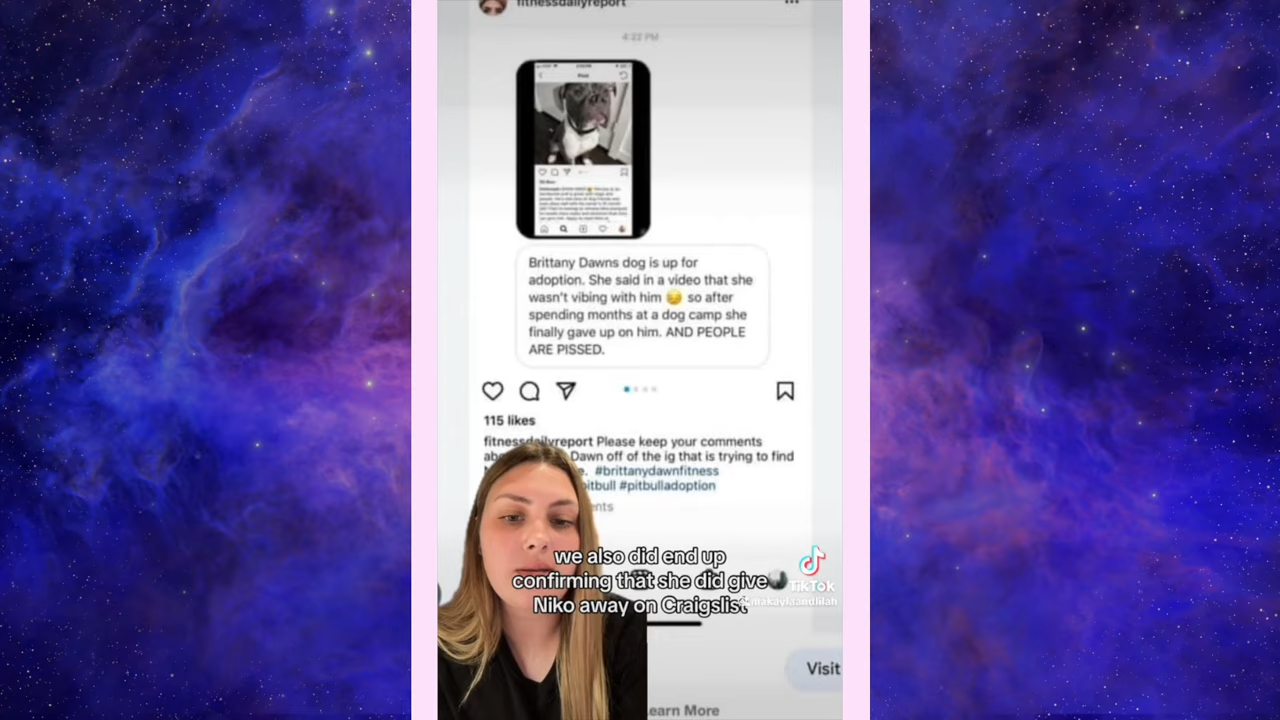 fitnessdailyreport
4:22 PM
Post
Brittany Dawns dog is up for
adoption. She said in a video that she
wasn't vibing with him 😔 so after
spending months at a dog camp she
finally gave up on him. AND PEOPLE
ARE PISSED.
115 likes
fitnessdailyreport Please keep your comments
Dawn off of the ig that is trying to find
#brittanydawnfitness
#pitbulladoption
we also did end up
confirming that she did give
Niko away on Craigslist
TikTok
makaylaandlilah
Visit
Learn More